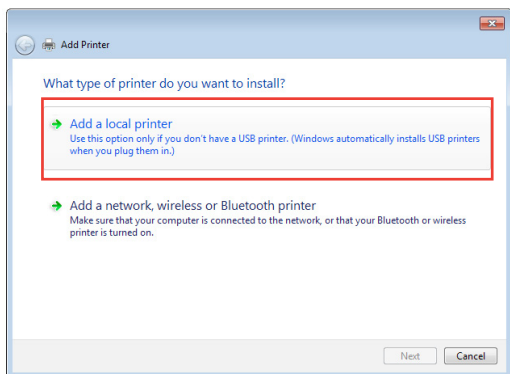 Add Printer
What type of printer do you want to install?
Add a local printer
Use this option only if you don't have a USB printer. (Windows automatically installs USB printers
when you plug them in.)
Add a network, wireless or Bluetooth printer
Make sure that your computer is connected to the network, or that your Bluetooth or wireless
printer is turned on.
Next Cancel